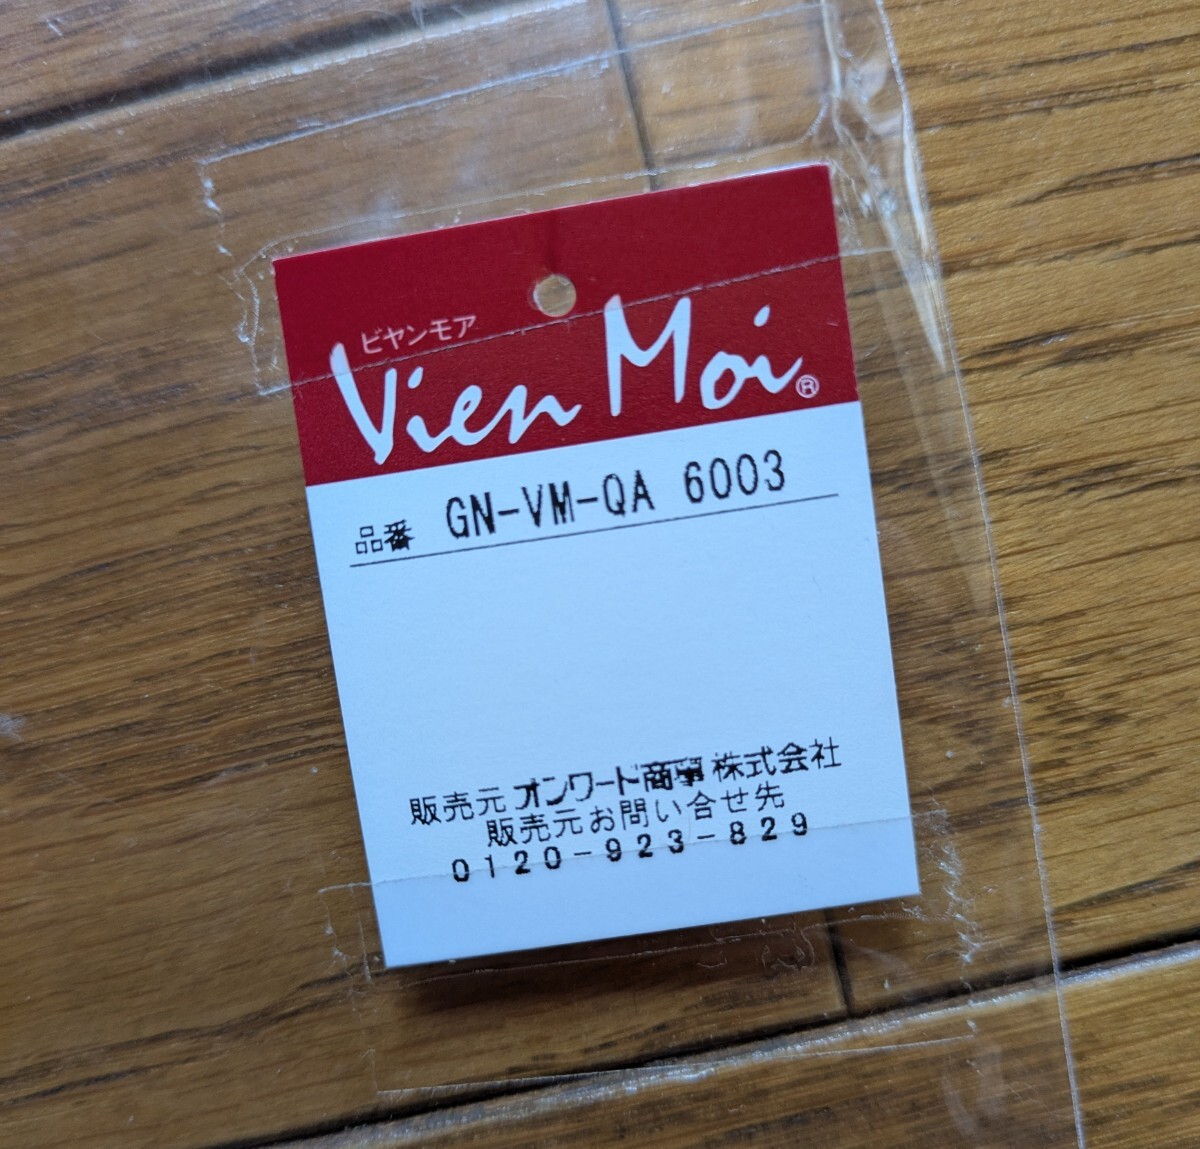 ビヤンモア
Vien Moi®
品番 GN-VM-QA 6003
販売元 オンワード商事 株式会社
販売元お問い合せ先
0120-923-829